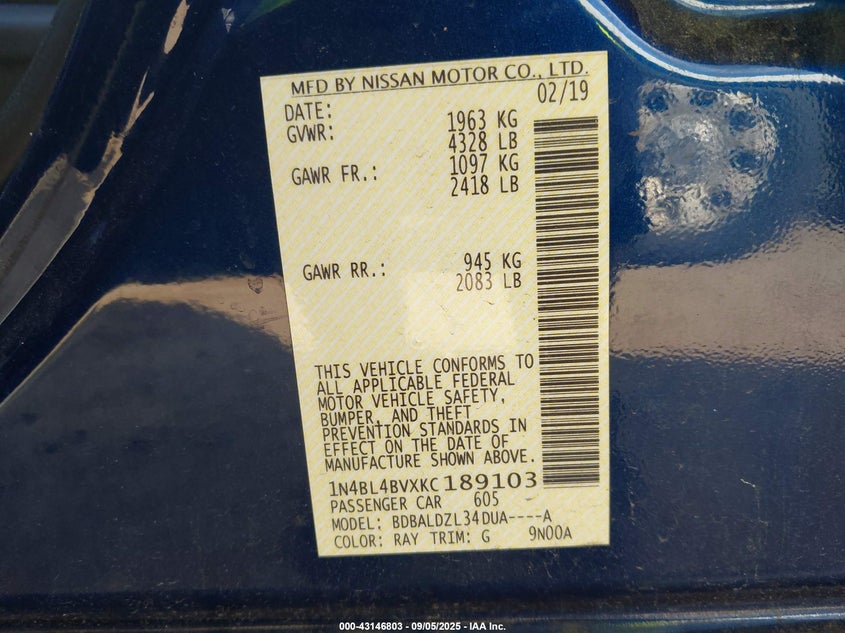 MFD BY NISSAN MOTOR CO., LTD.
DATE: 02/19
GVWR: 1963 KG
4328 LB
GAWR FR.: 1097 KG
2418 LB
GAWR RR.: 945 KG
2083 LB
THIS VEHICLE CONFORMS TO
ALL APPLICABLE FEDERAL
MOTOR VEHICLE SAFETY,
BUMPER, AND THEFT
PREVENTION STANDARDS IN
EFFECT ON THE DATE OF
MANUFACTURE SHOWN ABOVE.
1N4BL4BVXKC189103
PASSENGER CAR 605
MODEL: BDBALDZL34DUA----A
COLOR: RAY TRIM: G 9N00A
000-43146803 - 09/05/2025 - IAA Inc.